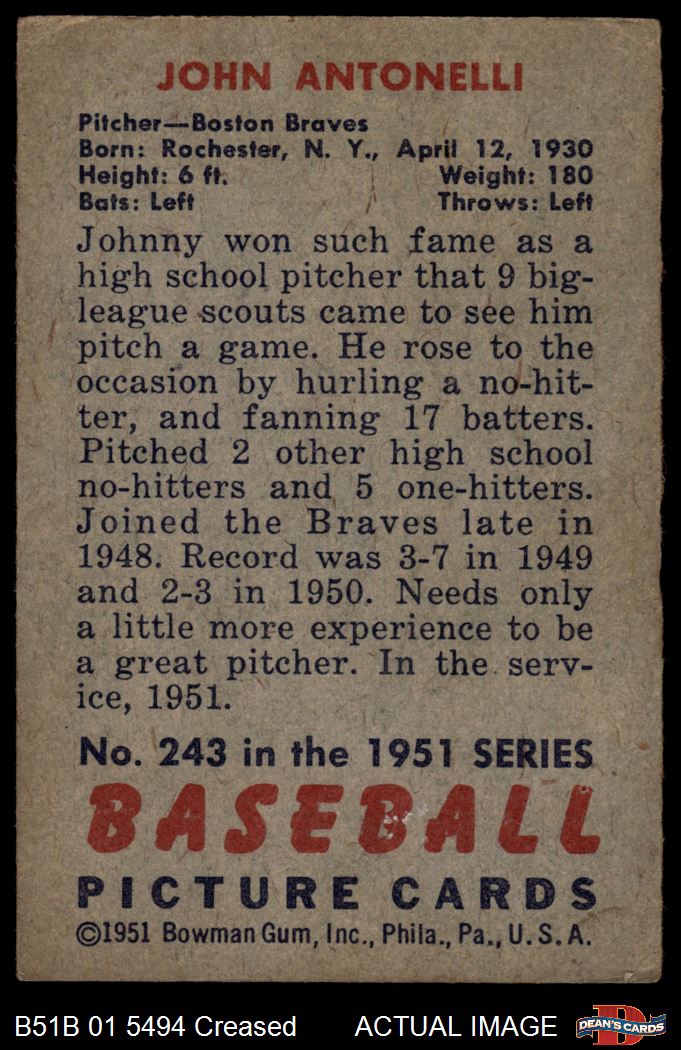 JOHN ANTONELLI
Pitcher—Boston Braves
Born: Rochester, N. Y., April 12, 1930
Height: 6 ft. Weight: 180
Bats: Left Throws: Left
Johnny won such fame as a
high school pitcher that 9 big-
league scouts came to see him
pitch a game. He rose to the
occasion by hurling a no-hit-
ter, and fanning 17 batters.
Pitched 2 other high school
no-hitters and 5 one-hitters.
Joined the Braves late in
1948. Record was 3-7 in 1949
and 2-3 in 1950. Needs only
a little more experience to be
a great pitcher. In the serv-
ice, 1951.
No. 243 in the 1951 SERIES
BASEBALL
PICTURE CARDS
©1951 Bowman Gum, Inc., Phila., Pa., U. S. A.
B51B 01 5494 Creased ACTUAL IMAGE
D
DEAN'S CARDS